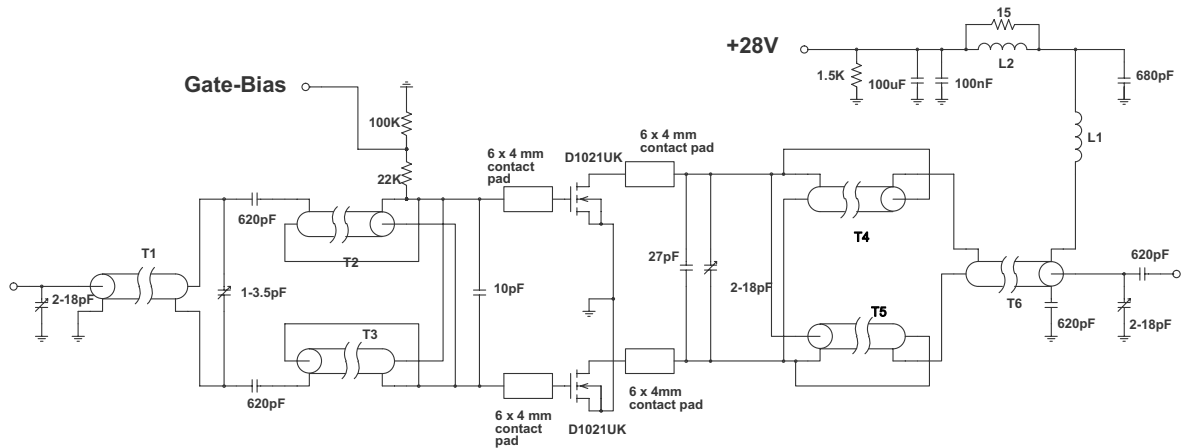 15
+28V
L2
1.5K
100uF
100nF
680pF
Gate-Bias
100K
L1
6 x 4 mm
contact pad
D1021UK
6 x 4 mm
contact
pad
22K
620pF
T2
T4
T1
2-18pF
1-3.5pF
10pF
27pF
2-18pF
620pF
T6
620pF
2-18pF
T3
T5
620pF
6 x 4 mm
contact
pad
D1021UK
6 x 4mm
contact pad